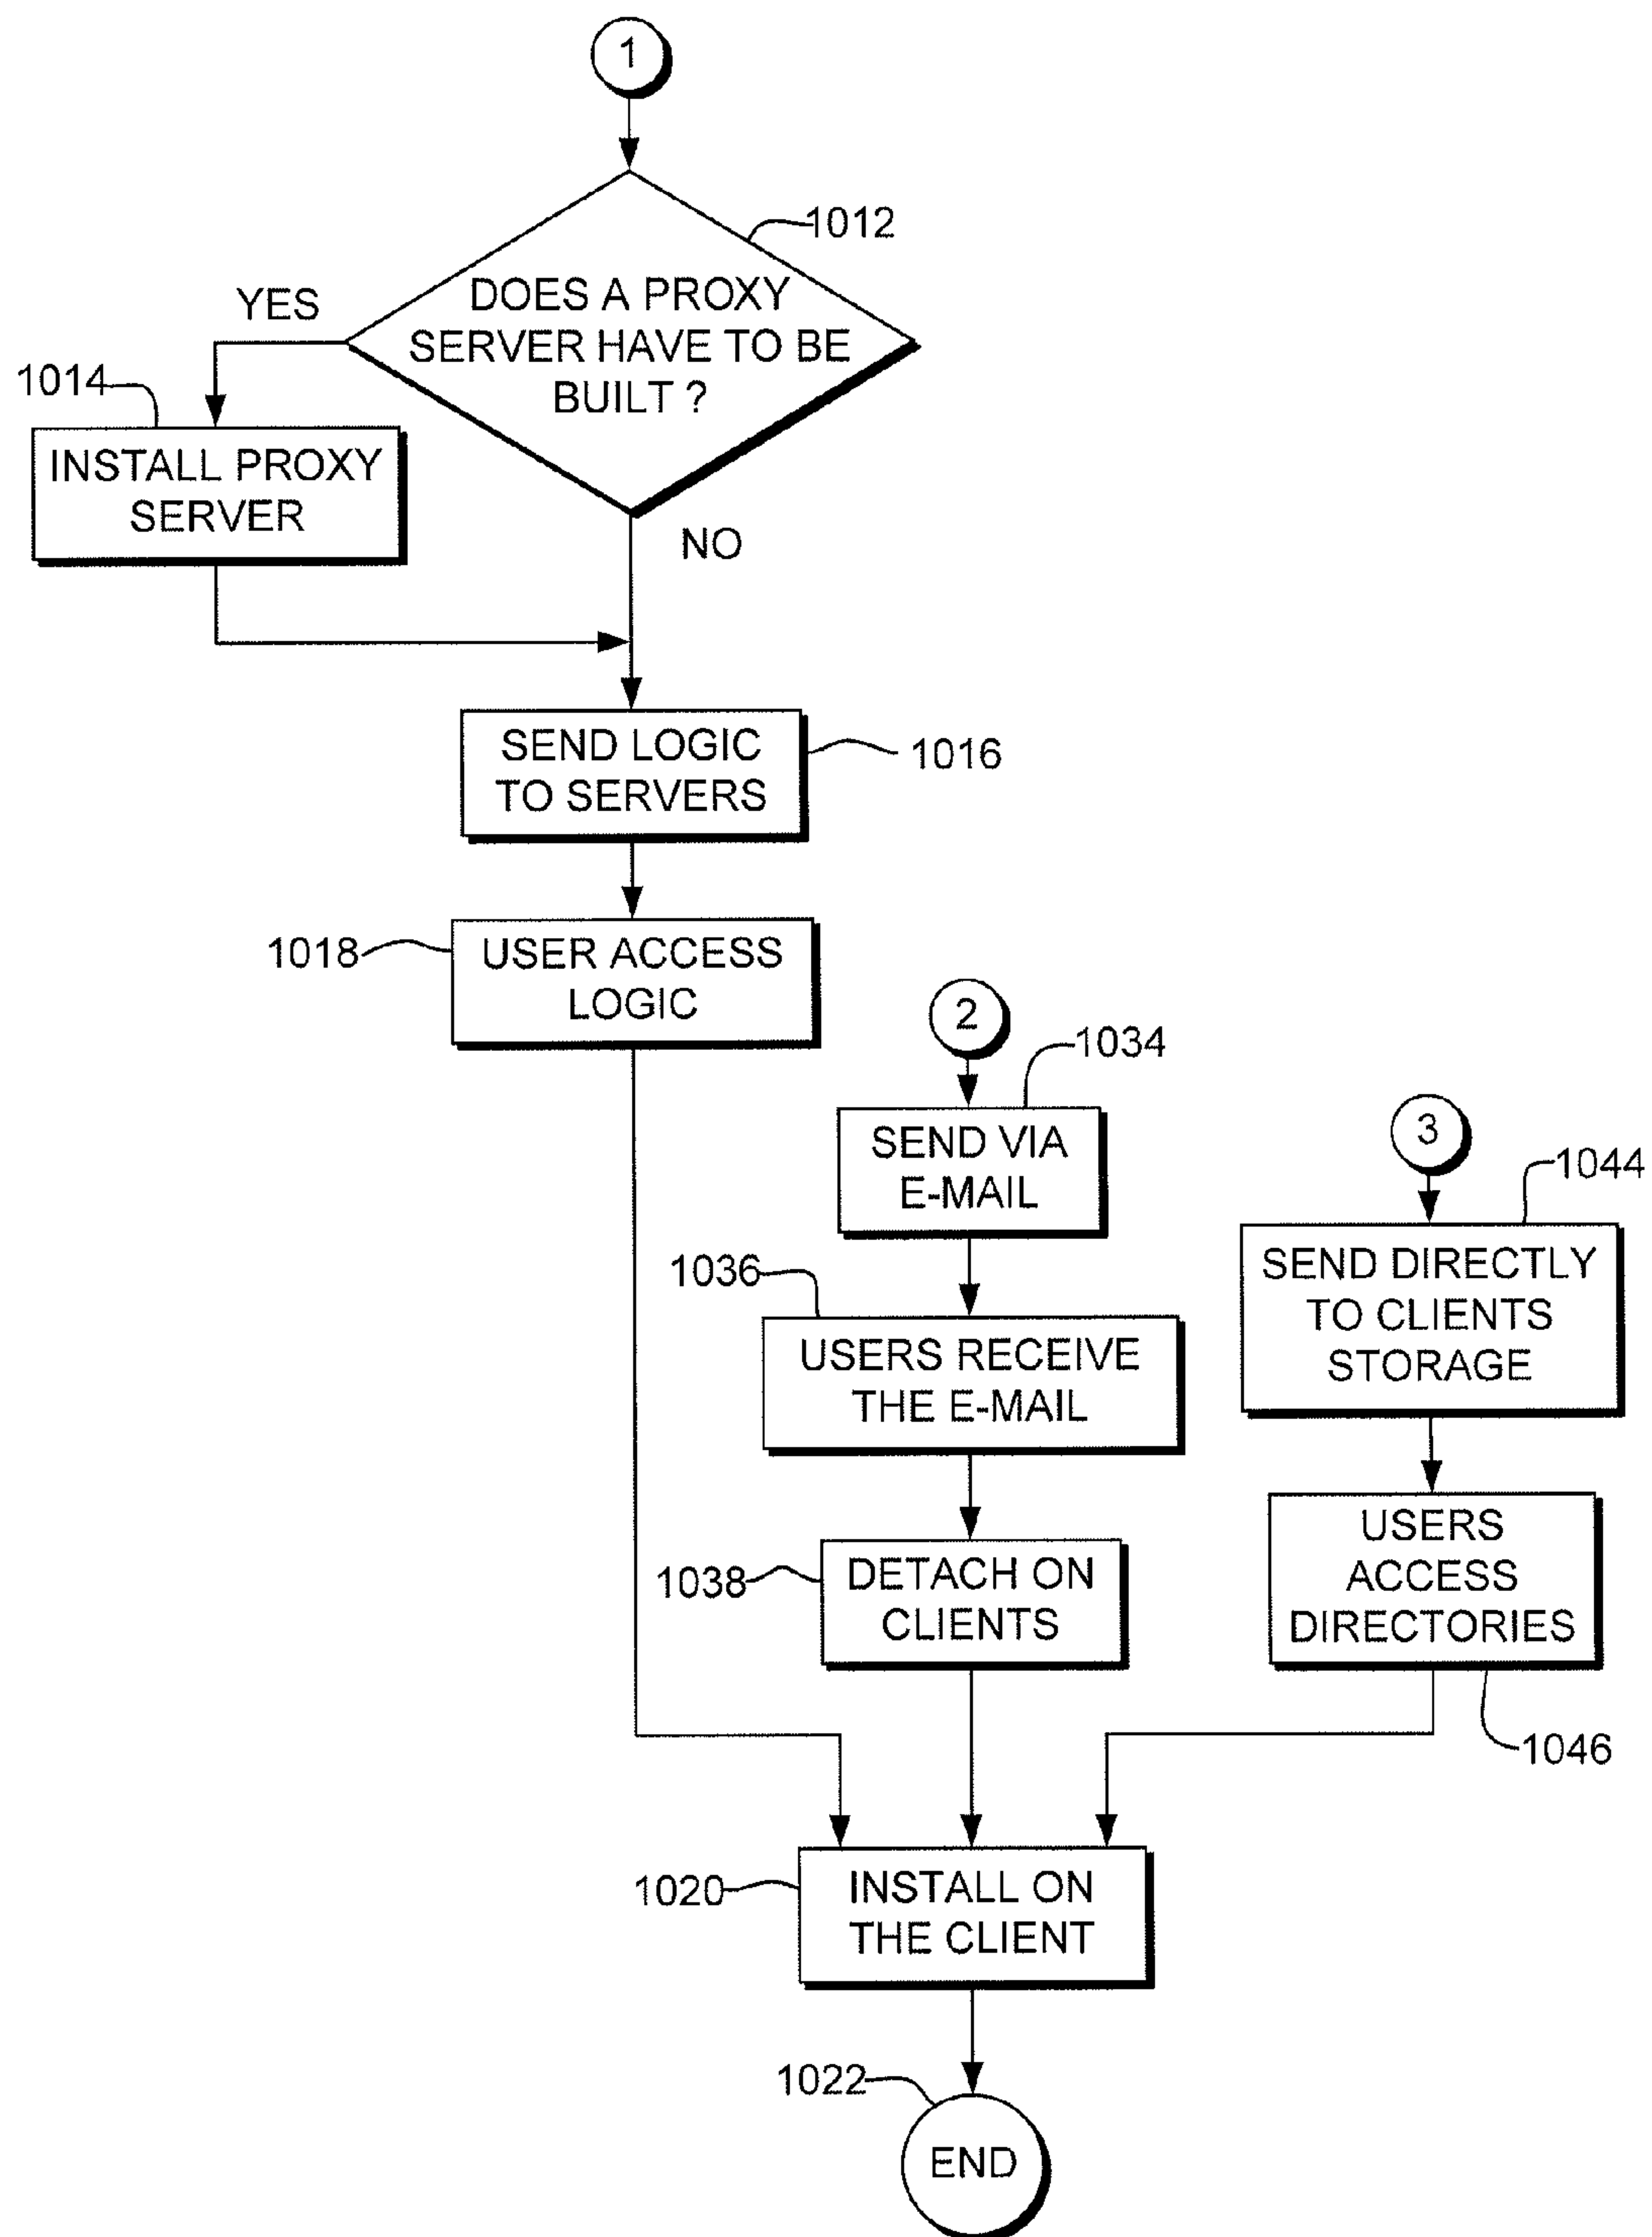 1
1012
DOES A PROXY
SERVER HAVE TO BE
BUILT ?
YES
1014
INSTALL PROXY
SERVER
NO
SEND LOGIC
TO SERVERS
1016
1018
USER ACCESS
LOGIC
2
1034
SEND VIA
E-MAIL
3
1044
SEND DIRECTLY
TO CLIENTS
STORAGE
1036
USERS RECEIVE
THE E-MAIL
1038
DETACH ON
CLIENTS
USERS
ACCESS
DIRECTORIES
1046
1020
INSTALL ON
THE CLIENT
1022
END